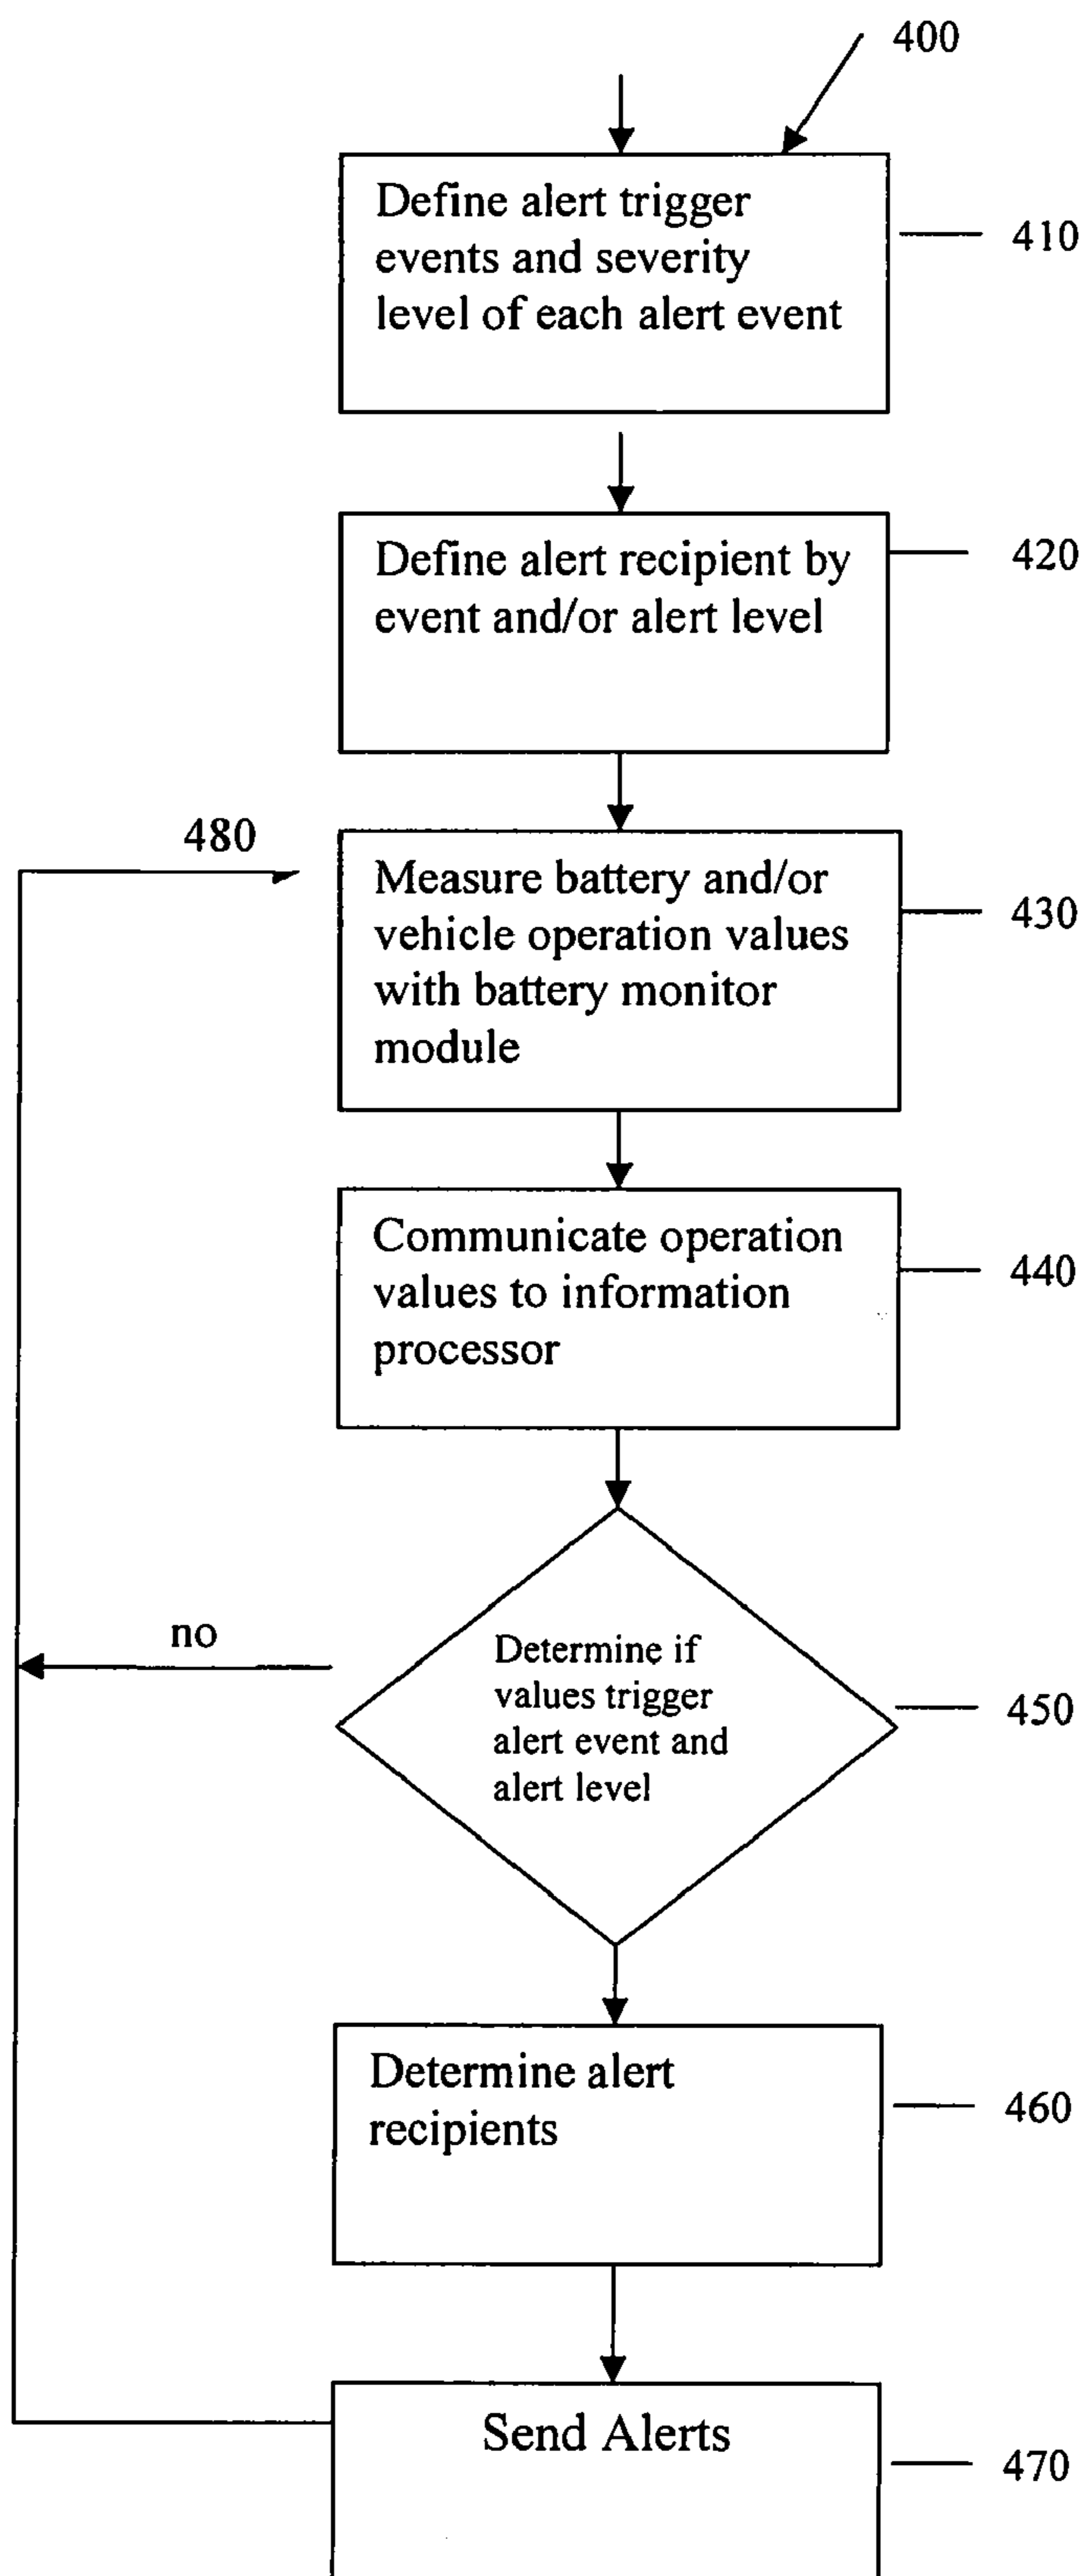 400
Define alert trigger
events and severity
level of each alert event
410
Define alert recipient by
event and/or alert level
420
480
Measure battery and/or
vehicle operation values
with battery monitor
module
430
Communicate operation
values to information
processor
440
no
Determine if
values trigger
alert event and
alert level
450
Determine alert
recipients
460
Send Alerts
470